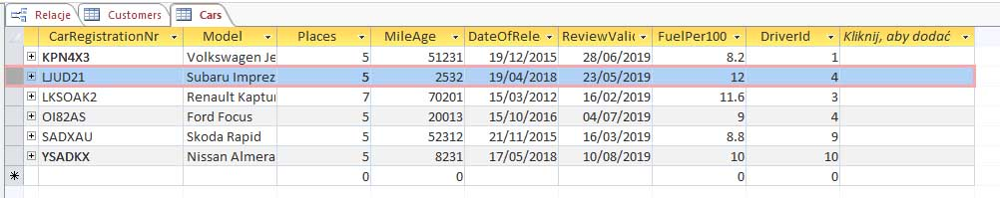 Relacje Customers Cars
CarRegistrationNr Model Places MileAge DateOfRele ReviewValid FuelPer100 DriverId Kliknij, aby dodać
KPN4X3 Volkswagen Je 5 51231 19/12/2015 28/06/2019 8.2 1
LJUD21 Subaru Imprez 5 2532 19/04/2018 23/05/2019 12 4
LKSOAK2 Renault Kaptur 7 70201 15/03/2012 16/02/2019 11.6 3
OI82AS Ford Focus 5 20013 15/10/2016 04/07/2019 9 4
SADXAU Skoda Rapid 5 52312 21/11/2015 16/03/2019 8.8 9
YSADKX Nissan Almera 5 8231 17/05/2018 10/08/2019 10 10
* 0 0 0 0